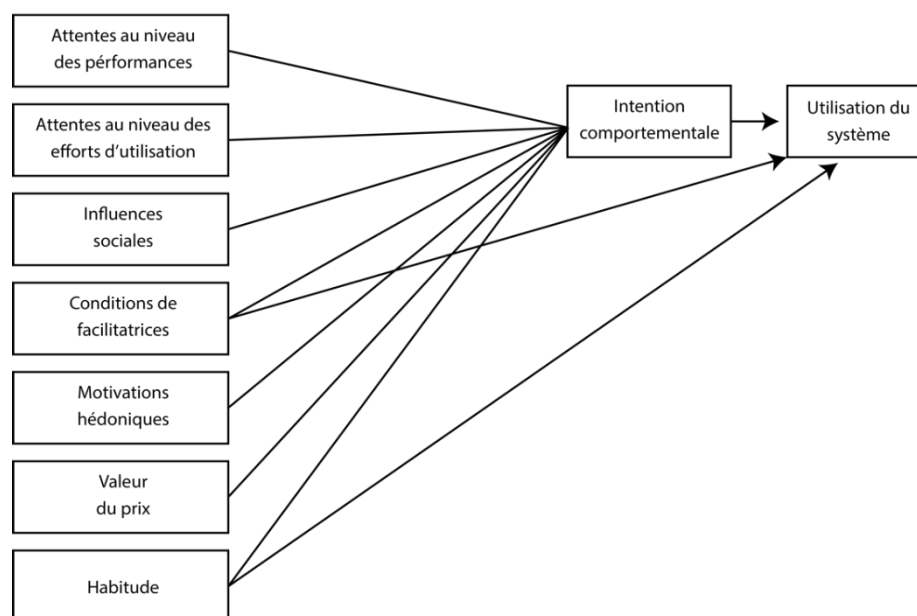 Attentes au niveau
des pérformances
Attentes au niveau des
efforts d'utilisation
Influences
sociales
Conditions de
facilitatrices
Motivations
hédoniques
Valeur
du prix
Habitude
Intention
comportementale
Utilisation du
système